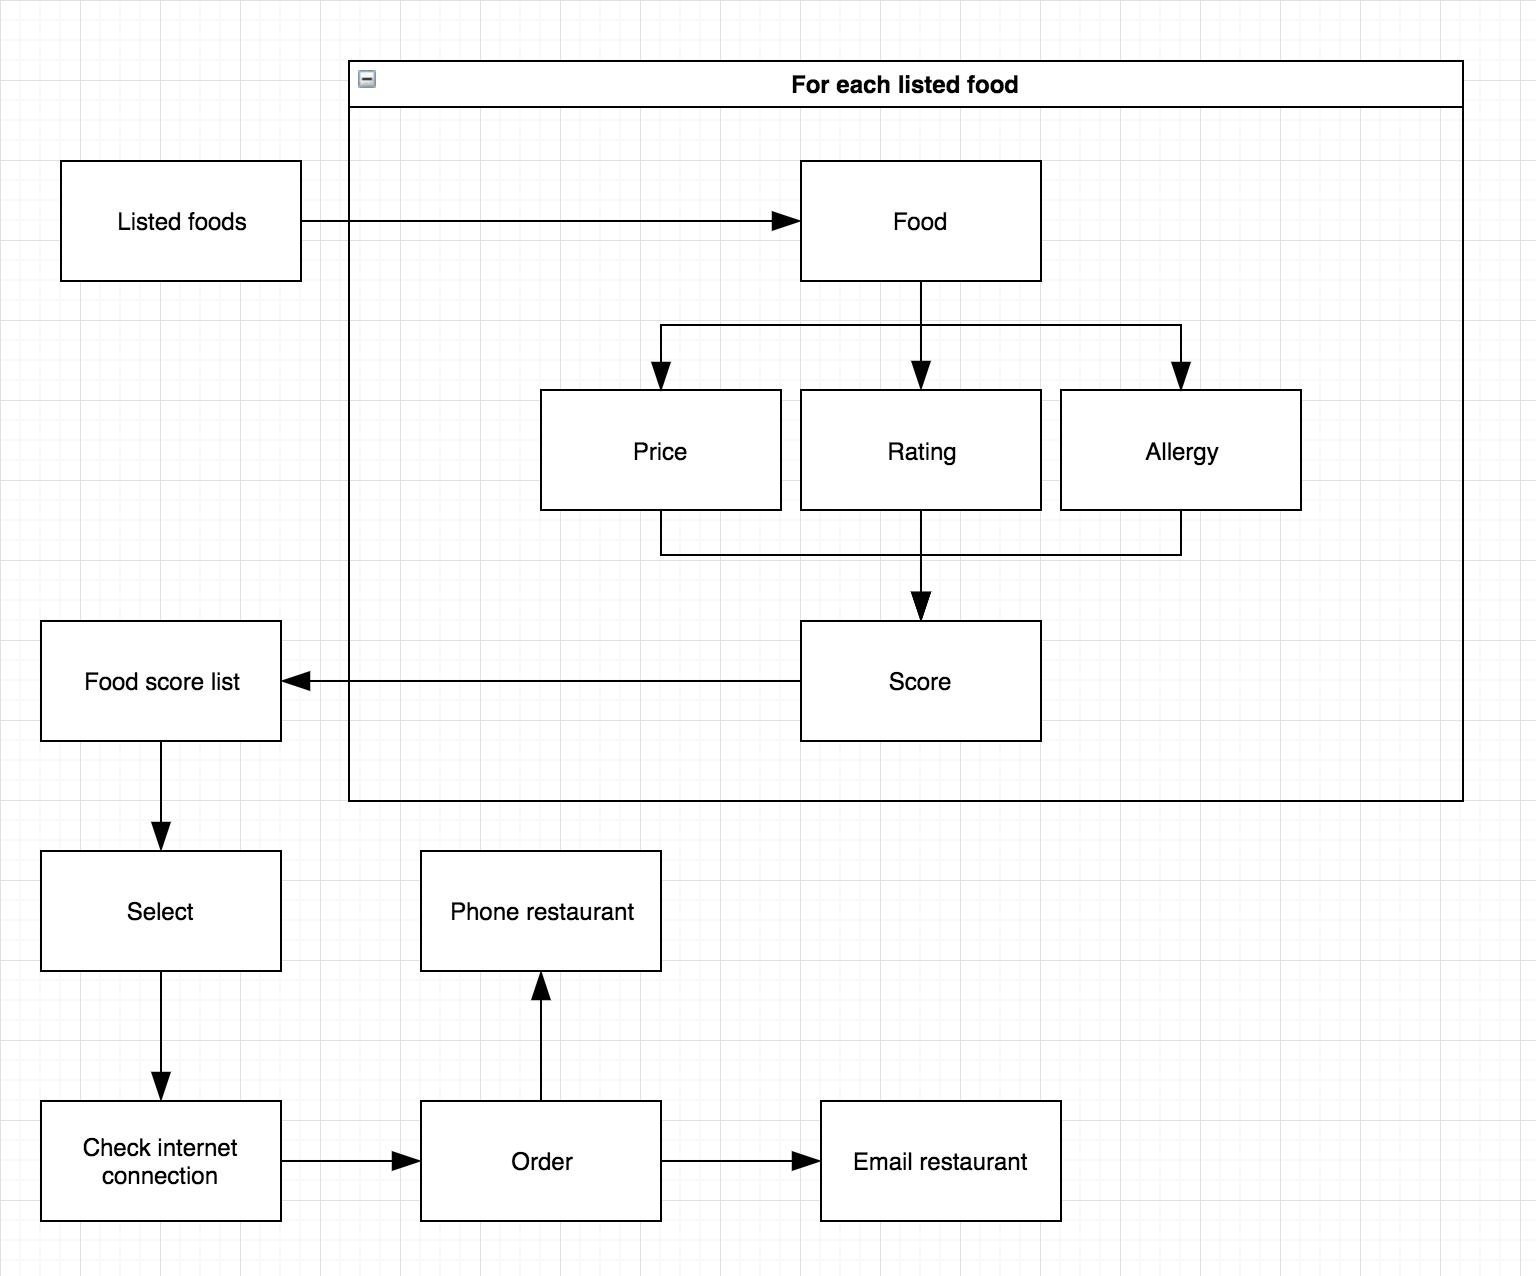 For each listed food
Listed foods
Food
Price
Rating
Allergy
Food score list
Score
Select
Phone restaurant
Check internet
connection
Order
Email restaurant